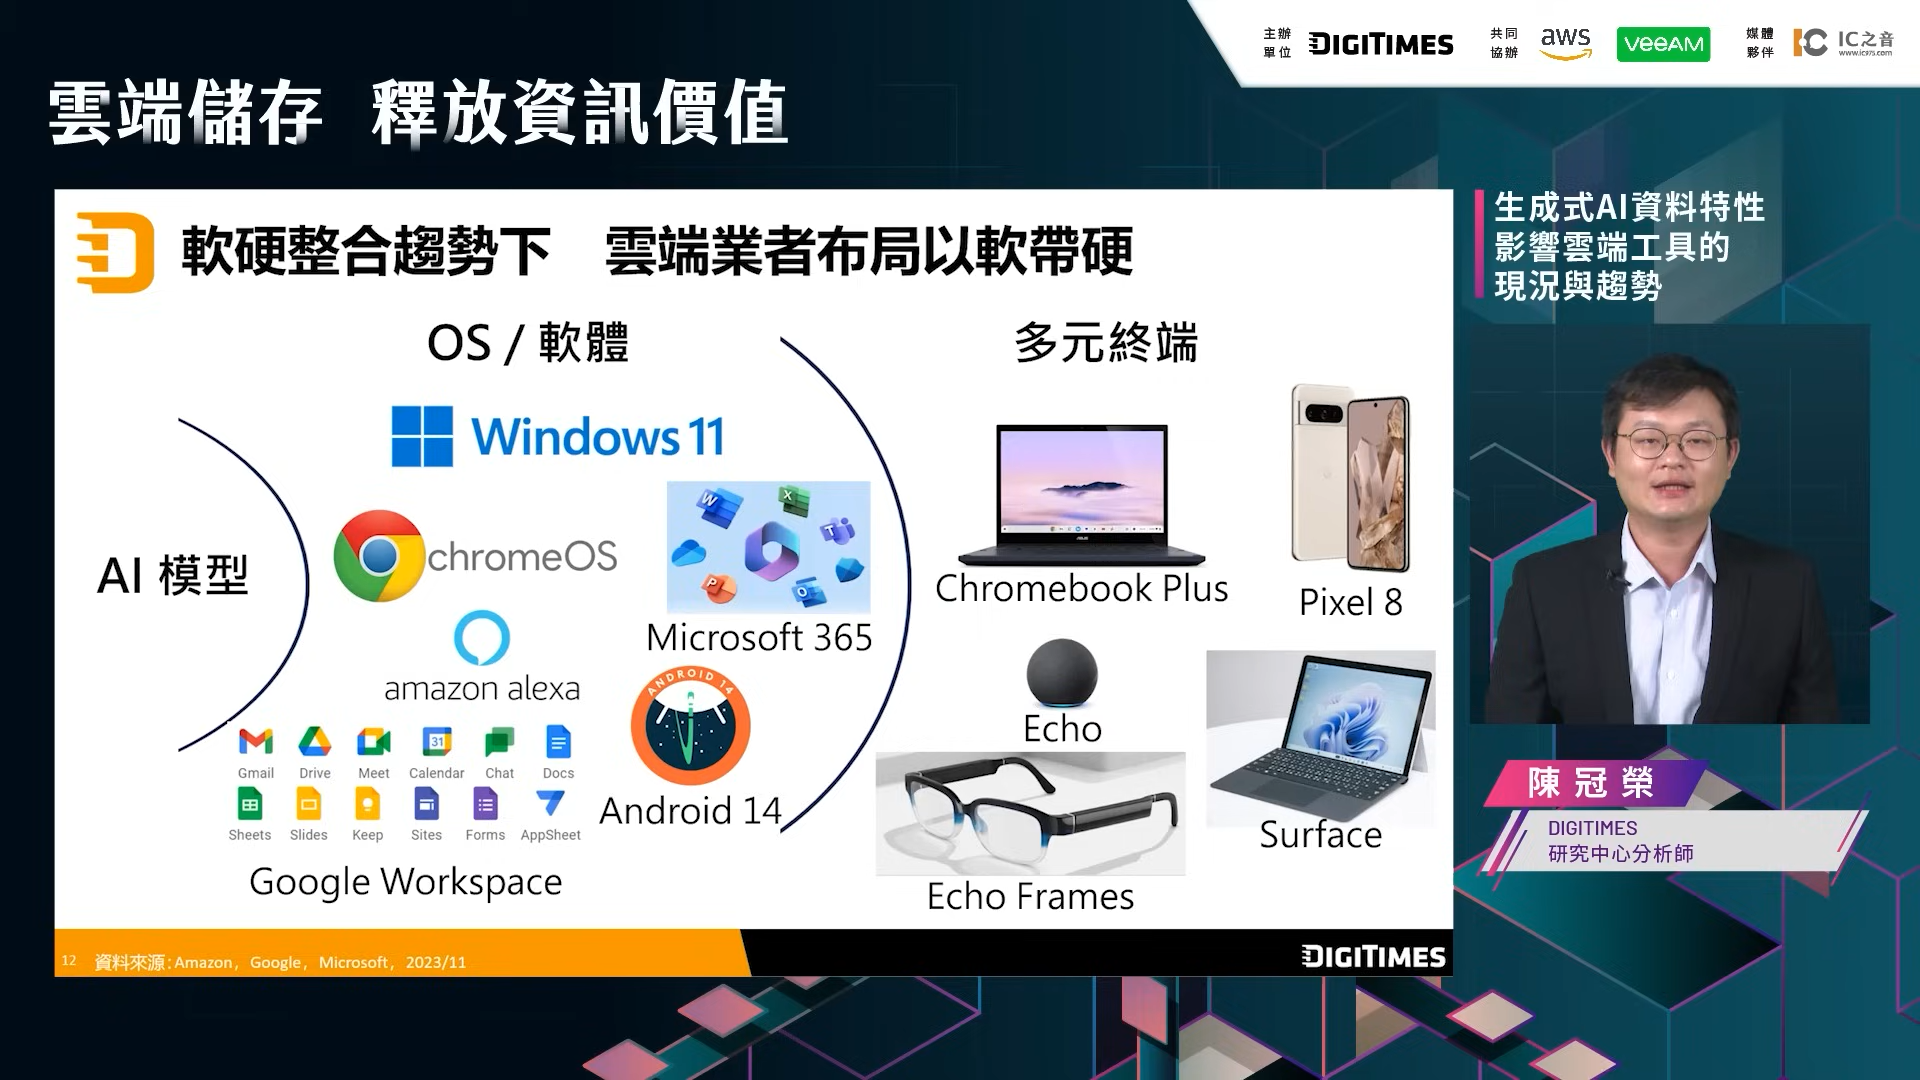 主辦
單位
DIGITIMES
共同
協辦
aws
veeAM
媒體
夥伴
IC之音
www.ic975.com
雲端儲存 釋放資訊價值
軟硬整合趨勢下 雲端業者布局以軟帶硬
OS / 軟體
多元終端
AI 模型
Windows 11
chromeOS
Microsoft 365
amazon alexa
ANDROID 14
Android 14
Gmail Drive Meet Calendar Chat Docs
31
Sheets Slides Keep Sites Forms AppSheet
Google Workspace
Chromebook Plus
Pixel 8
Echo
Echo Frames
Surface
12 資料來源:Amazon, Google, Microsoft, 2023/11
DIGITIMES
生成式AI資料特性
影響雲端工具的
現況與趨勢
陳冠榮
DIGITIMES
研究中心分析師